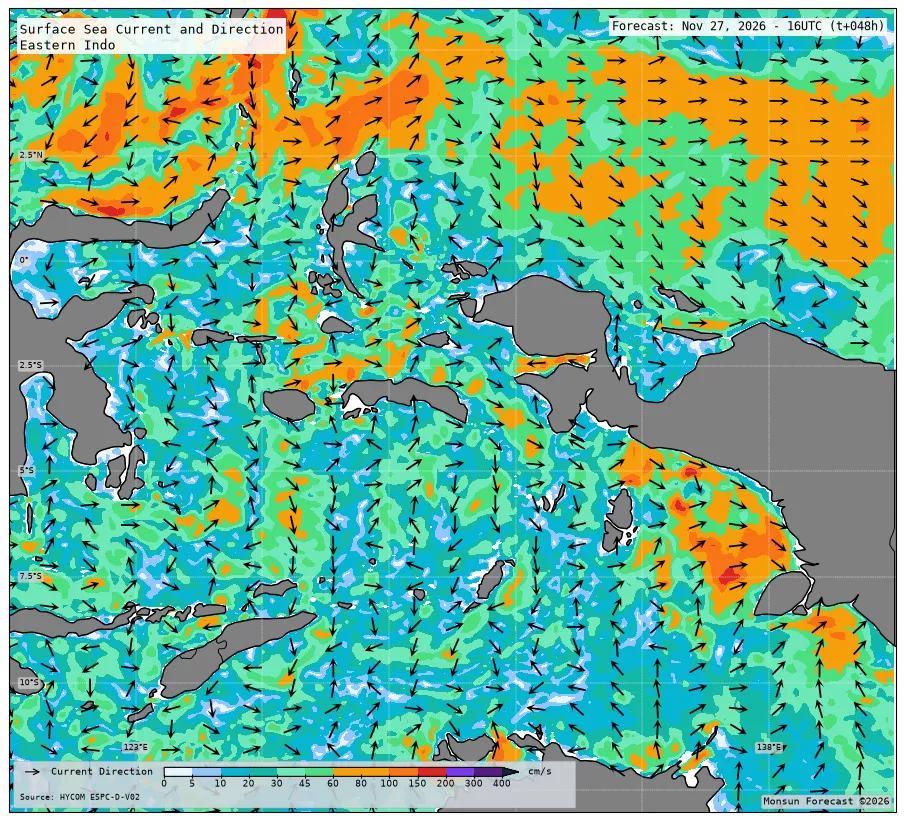 Surface Sea Current and Direction
Eastern Indo
Forecast: Nov 27, 2026 - 16UTC (t+048h)
2.5°N
0°
2.5°S
5°S
7.5°S
10°S
123°E
138°E
Current Direction
cm/s
0 5 10 20 30 45 60 80 100 150 200 300 400
Source: HYCOM ESPC-D-V02
Monsun Forecast ©2026